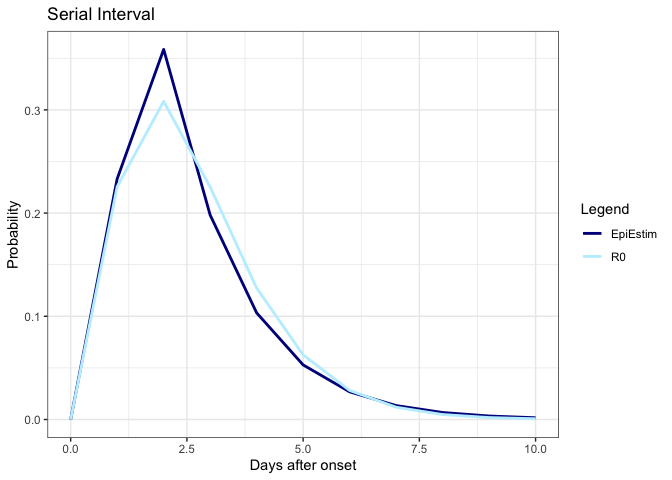 Serial Interval
Probability
0.3
0.2
0.1
0.0
0.0 2.5 5.0 7.5 10.0
Days after onset
Legend
EpiEstim
R0